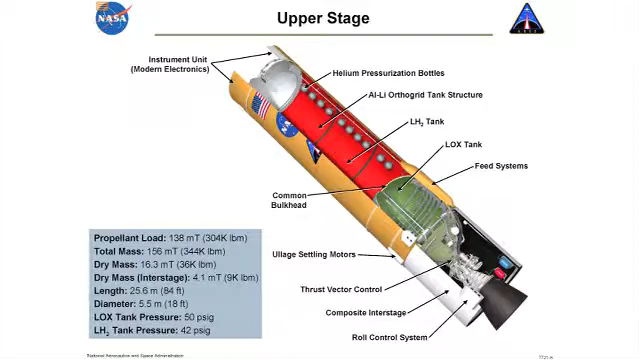 NASA
Upper Stage
ARES
Instrument Unit
(Modern Electronics)
Helium Pressurization Bottles
Al-Li Orthogrid Tank Structure
LH2 Tank
LOX Tank
Feed Systems
Common
Bulkhead
Ullage Settling Motors
Thrust Vector Control
Composite Interstage
Roll Control System
Propellant Load: 138 mT (304K lbm)
Total Mass: 156 mT (344K lbm)
Dry Mass: 16.3 mT (36K lbm)
Dry Mass (Interstage): 4.1 mT (9K lbm)
Length: 25.6 m (84 ft)
Diameter: 5.5 m (18 ft)
LOX Tank Pressure: 50 psig
LH2 Tank Pressure: 42 psig
National Aeronautics and Space Administration